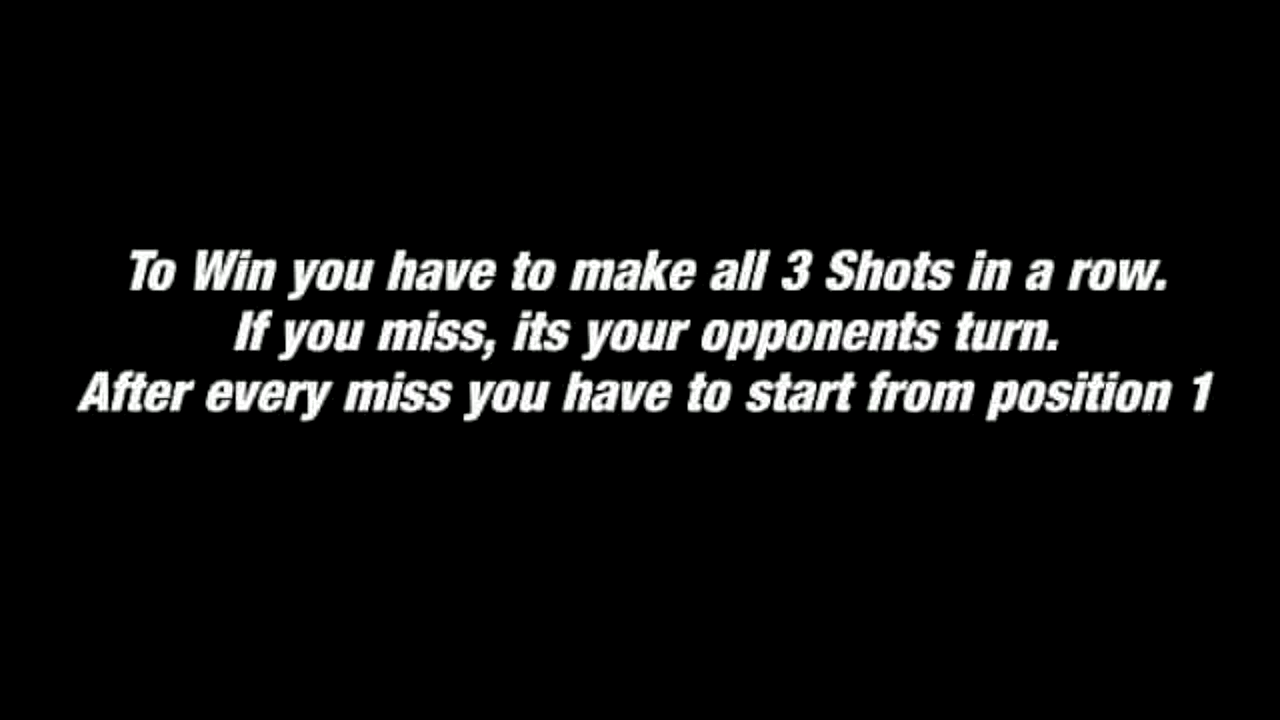 To Win you have to make all 3 Shots in a row.
If you miss, its your opponents turn.
After every miss you have to start from position 1